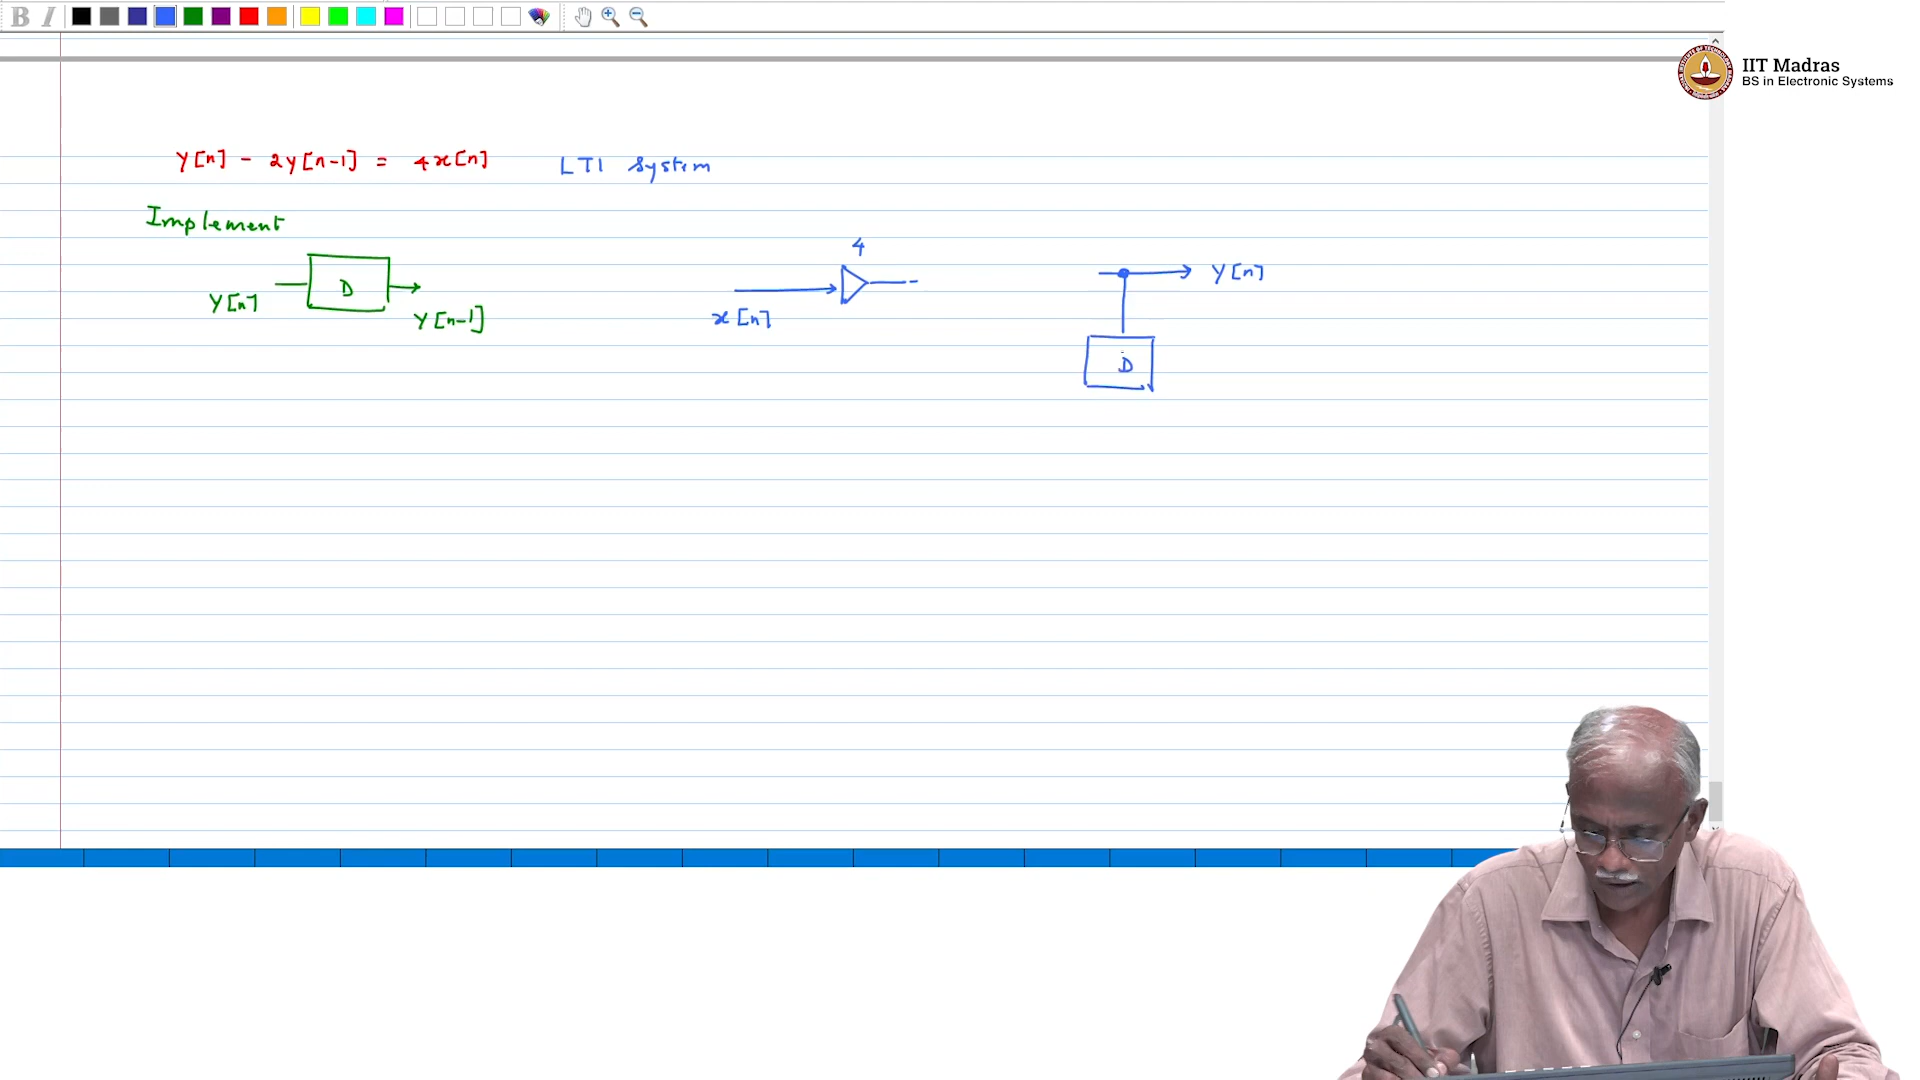 B I
IIT Madras
BS in Electronic Systems
y[n] - 2y[n-1] = 4x[n] LTI System
Implement
y[n] D y[n-1]
x[n] 4 y[n]
D